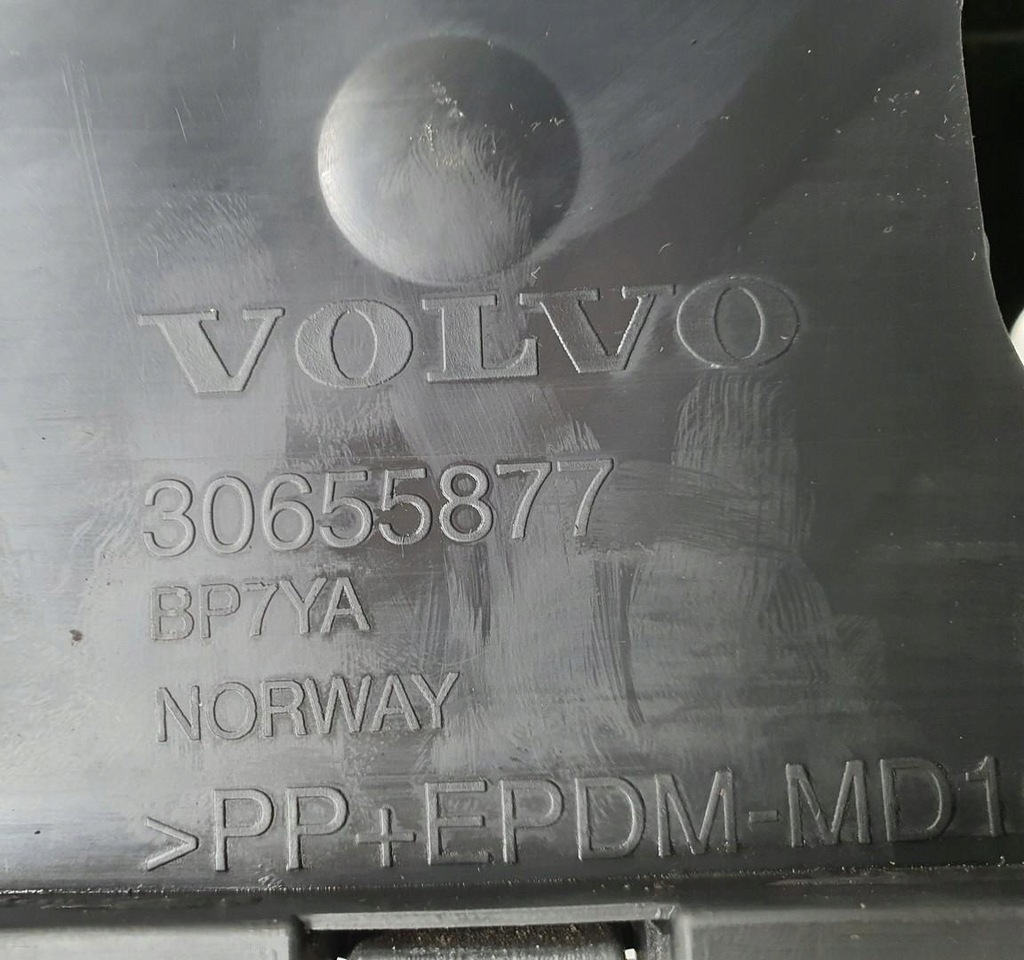 VOLVO
30655877
BP7YA
NORWAY
>PP+EPDM-MD1